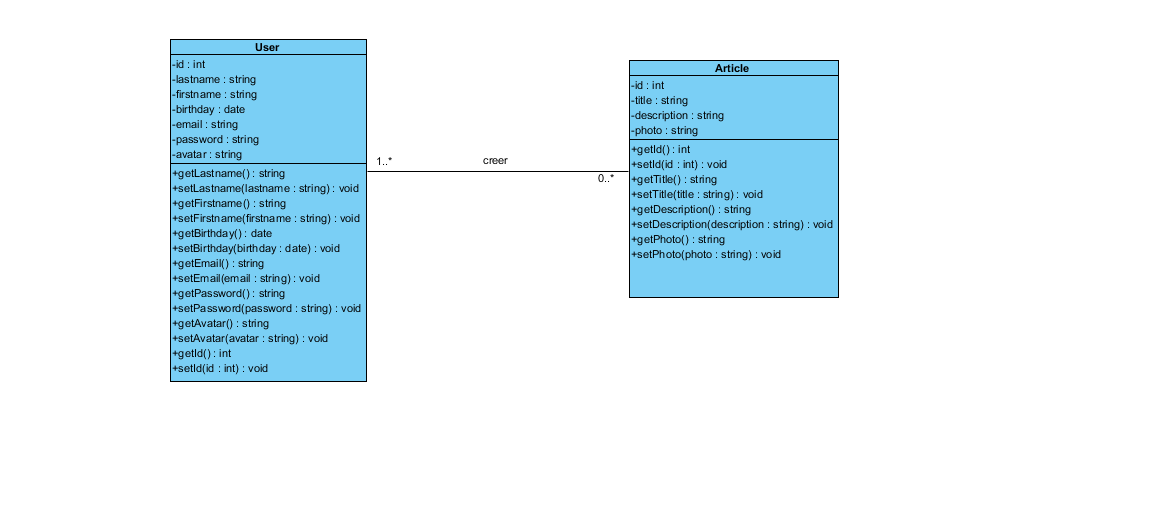 User
-id : int
-lastname : string
-firstname : string
-birthday : date
-email : string
-password : string
-avatar : string
+getLastname() : string
+setLastname(lastname : string) : void
+getFirstname() : string
+setFirstname(firstname : string) : void
+getBirthday() : date
+setBirthday(birthday : date) : void
+getEmail() : string
+setEmail(email : string) : void
+getPassword() : string
+setPassword(password : string) : void
+getAvatar() : string
+setAvatar(avatar : string) : void
+getId() : int
+setId(id : int) : void
1..*
creer
0..*
Article
-id : int
-title : string
-description : string
-photo : string
+getId() : int
+setId(id : int) : void
+getTitle() : string
+setTitle(title : string) : void
+getDescription() : string
+setDescription(description : string) : void
+getPhoto() : string
+setPhoto(photo : string) : void